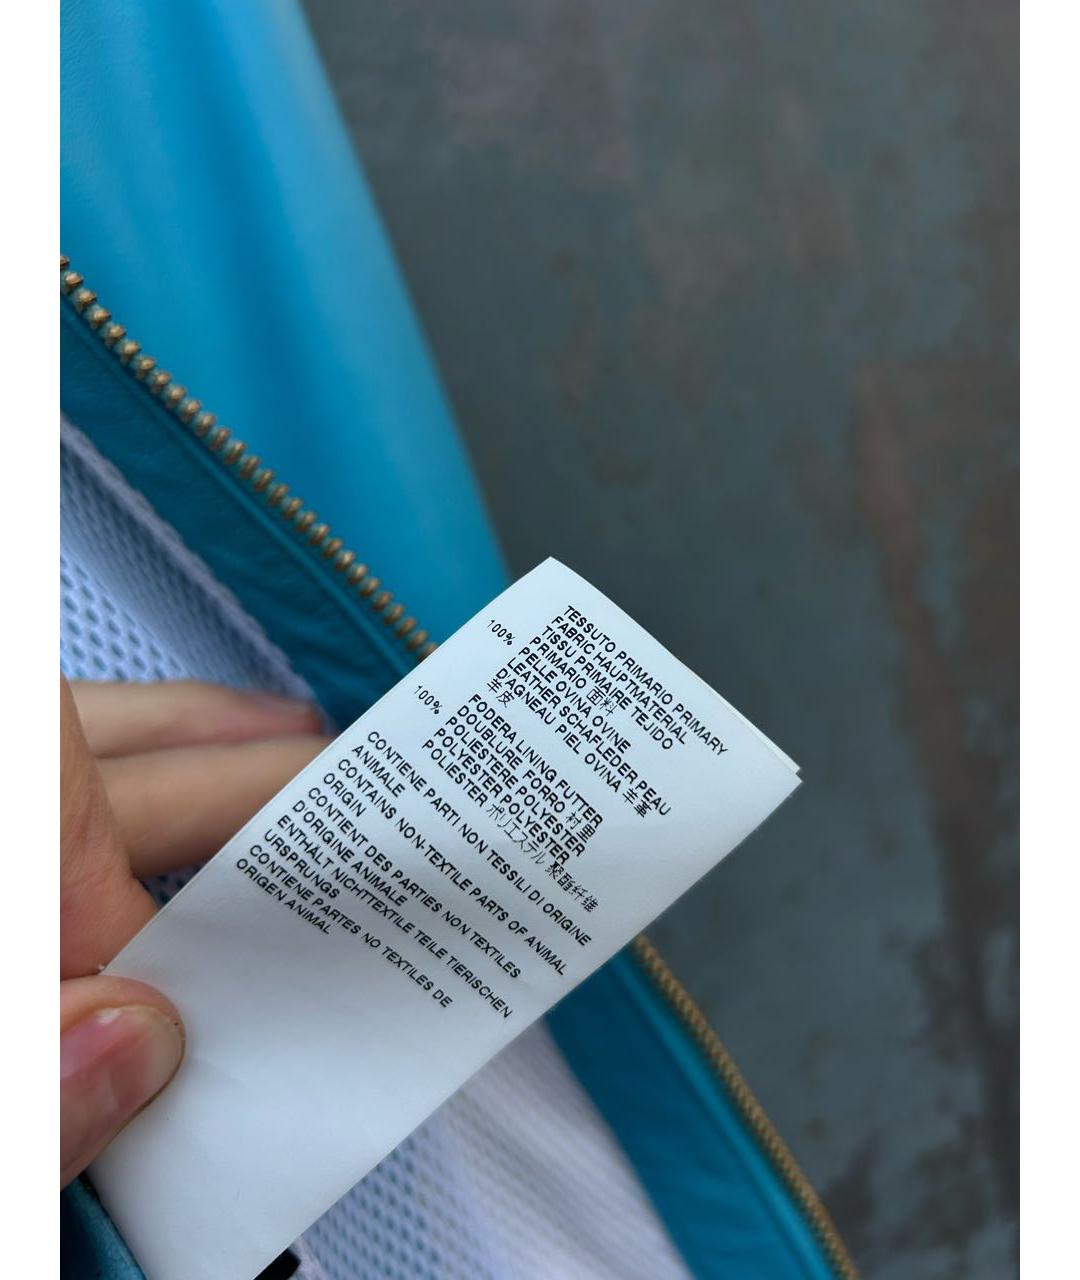 TESSUTO PRIMARIO PRIMARY
FABRIC HAUPTMATERIAL
TISSU PRIMAIRE TEJIDO
PRIMARIO 面料
100% PELLE OVINA OVINE
LEATHER SCHAFLEDER PEAU
D'AGNEAU PIEL OVINA 羊革
羊皮
FODERA LINING FUTTER
DOUBLURE FORRO 衬里
100% POLIESTERE POLYESTER
POLYESTER POLYESTER
POLIESTER ポリエステル 聚酯纤维
CONTIENE PARTI NON TESSILI DI ORIGINE
ANIMALE
CONTAINS NON-TEXTILE PARTS OF ANIMAL
ORIGIN
CONTIENT DES PARTIES NON TEXTILES
D'ORIGINE ANIMALE
ENTHÄLT NICHTTEXTILE TEILE TIERISCHEN
URSPRUNGS
CONTIENE PARTES NO TEXTILES DE
ORIGEN ANIMAL